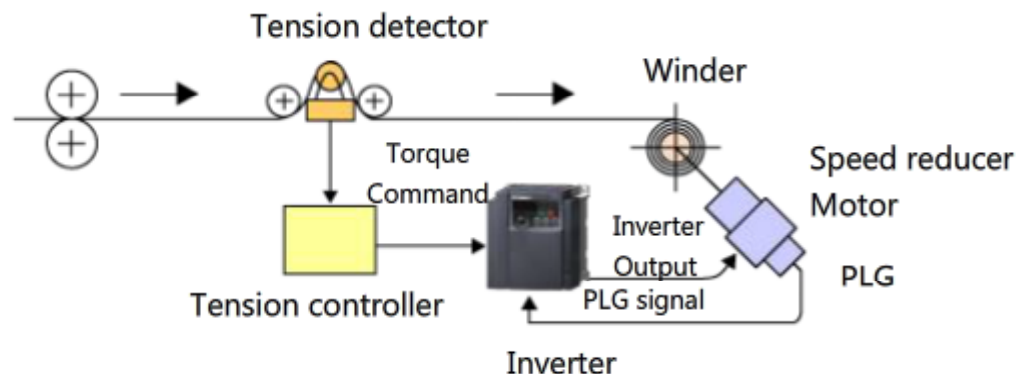 Tension detector
Winder
Torque
Command
Speed reducer
Motor
Inverter
Output
PLG signal
PLG
Tension controller
Inverter